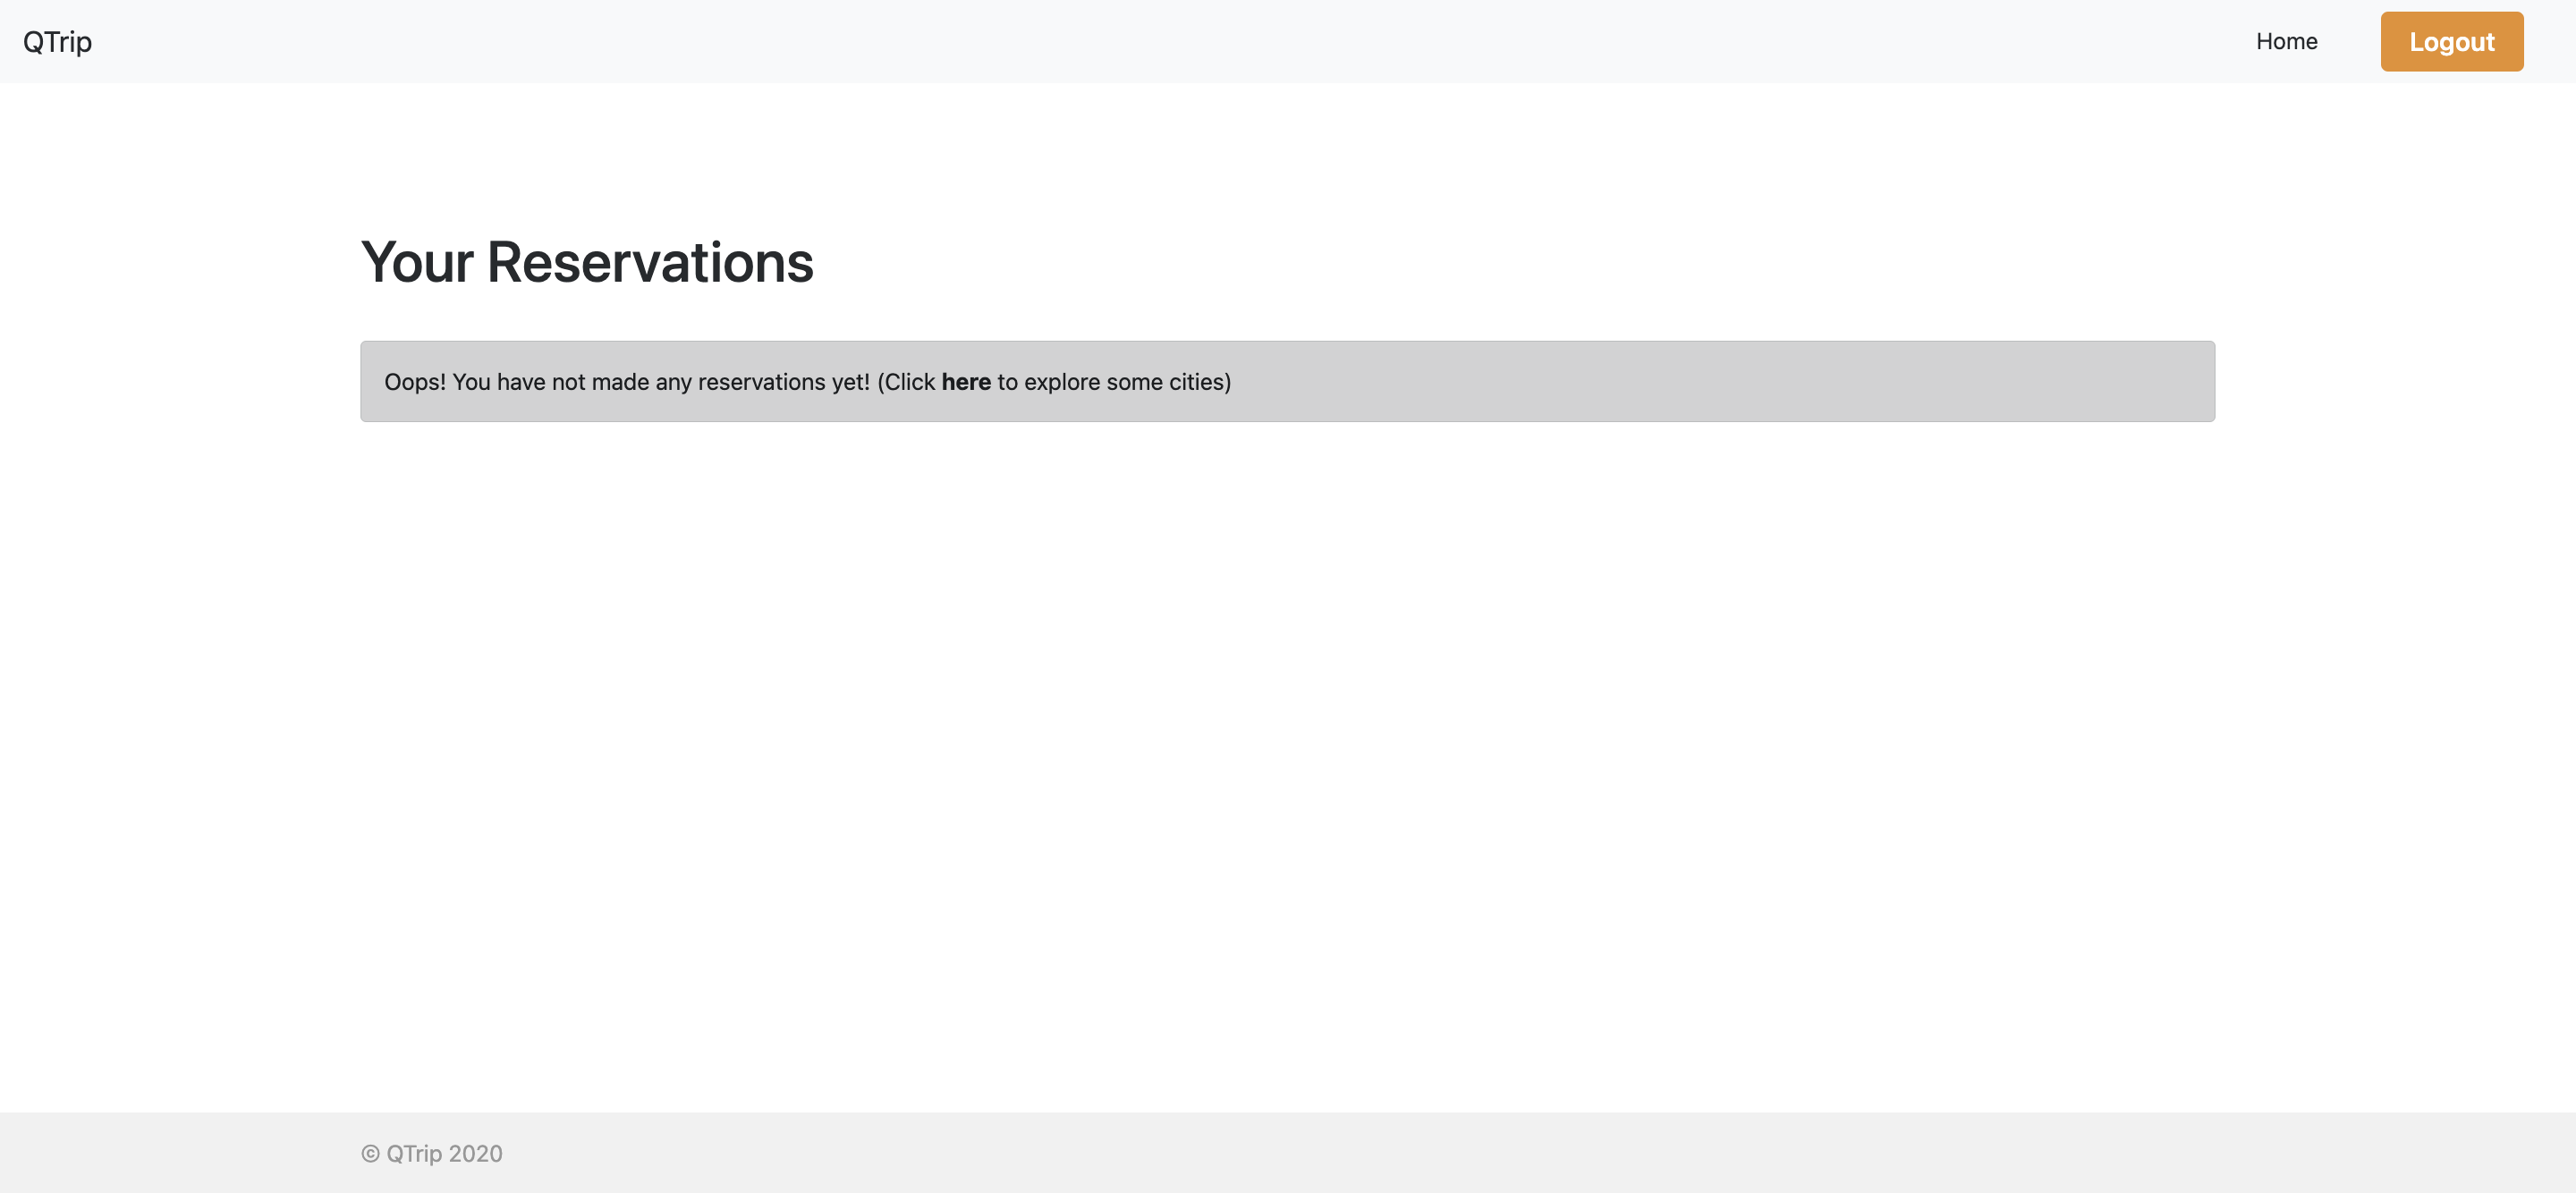 QTrip
Home
Logout
Your Reservations
Oops! You have not made any reservations yet! (Click here to explore some cities)
© QTrip 2020